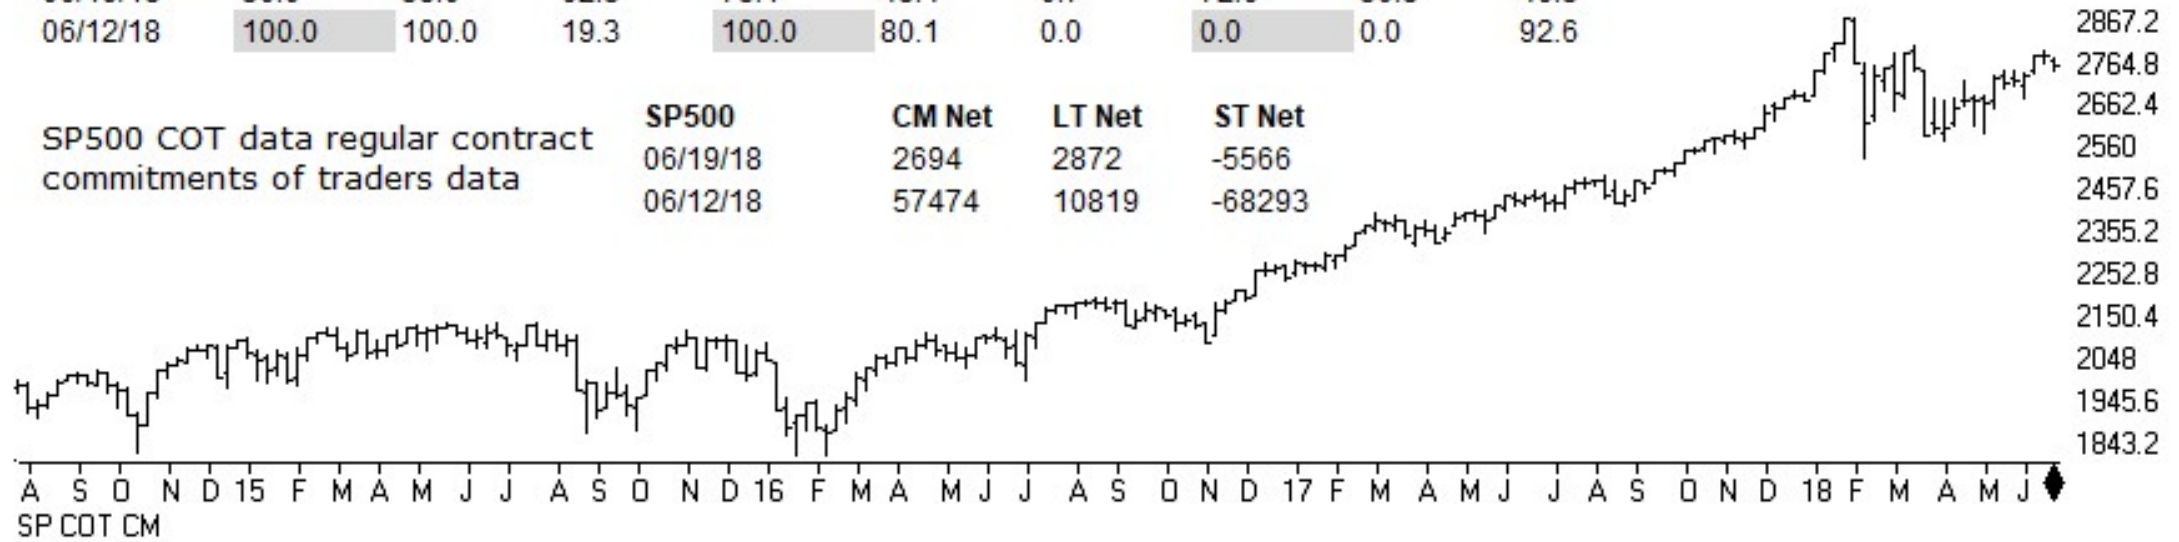 06/12/18 100.0 100.0 19.3 100.0 80.1 0.0 0.0 0.0 92.6
SP500 CM Net LT Net ST Net
SP500 COT data regular contract
commitments of traders data
06/19/18 2694 2872 -5566
06/12/18 57474 10819 -68293
2867.2
2764.8
2662.4
2560
2457.6
2355.2
2252.8
2150.4
2048
1945.6
1843.2
A S O N D 15 F M A M J J A S O N D 16 F M A M J J A S O N D 17 F M A M J J A S O N D 18 F M A M J
SP COT CM